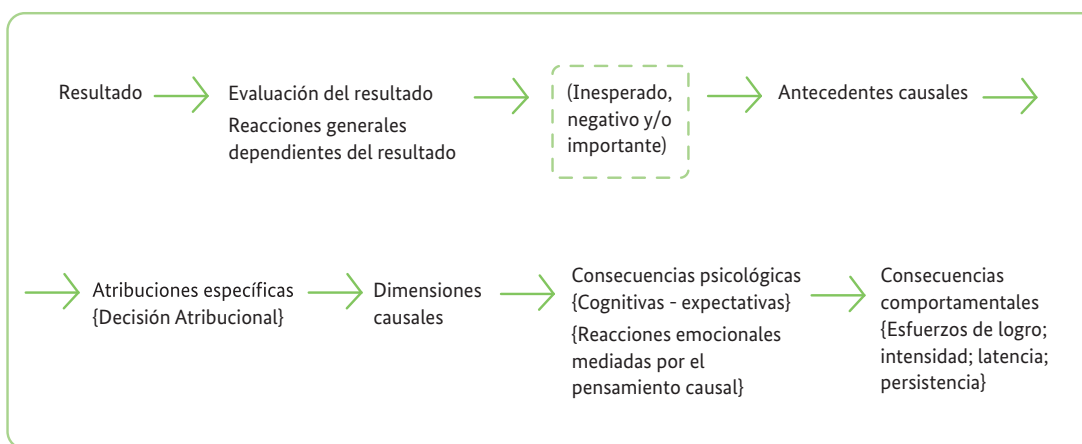 Resultado
Evaluación del resultado
Reacciones generales
dependientes del resultado
(Inesperado,
negativo y/o
importante)
Antecedentes causales
Atribuciones específicas
{Decisión Atribucional}
Dimensiones
causales
Consecuencias psicológicas
{Cognitivas - expectativas}
{Reacciones emocionales
mediadas por el
pensamiento causal}
Consecuencias
comportamentales
{Esfuerzos de logro;
intensidad; latencia;
persistencia}